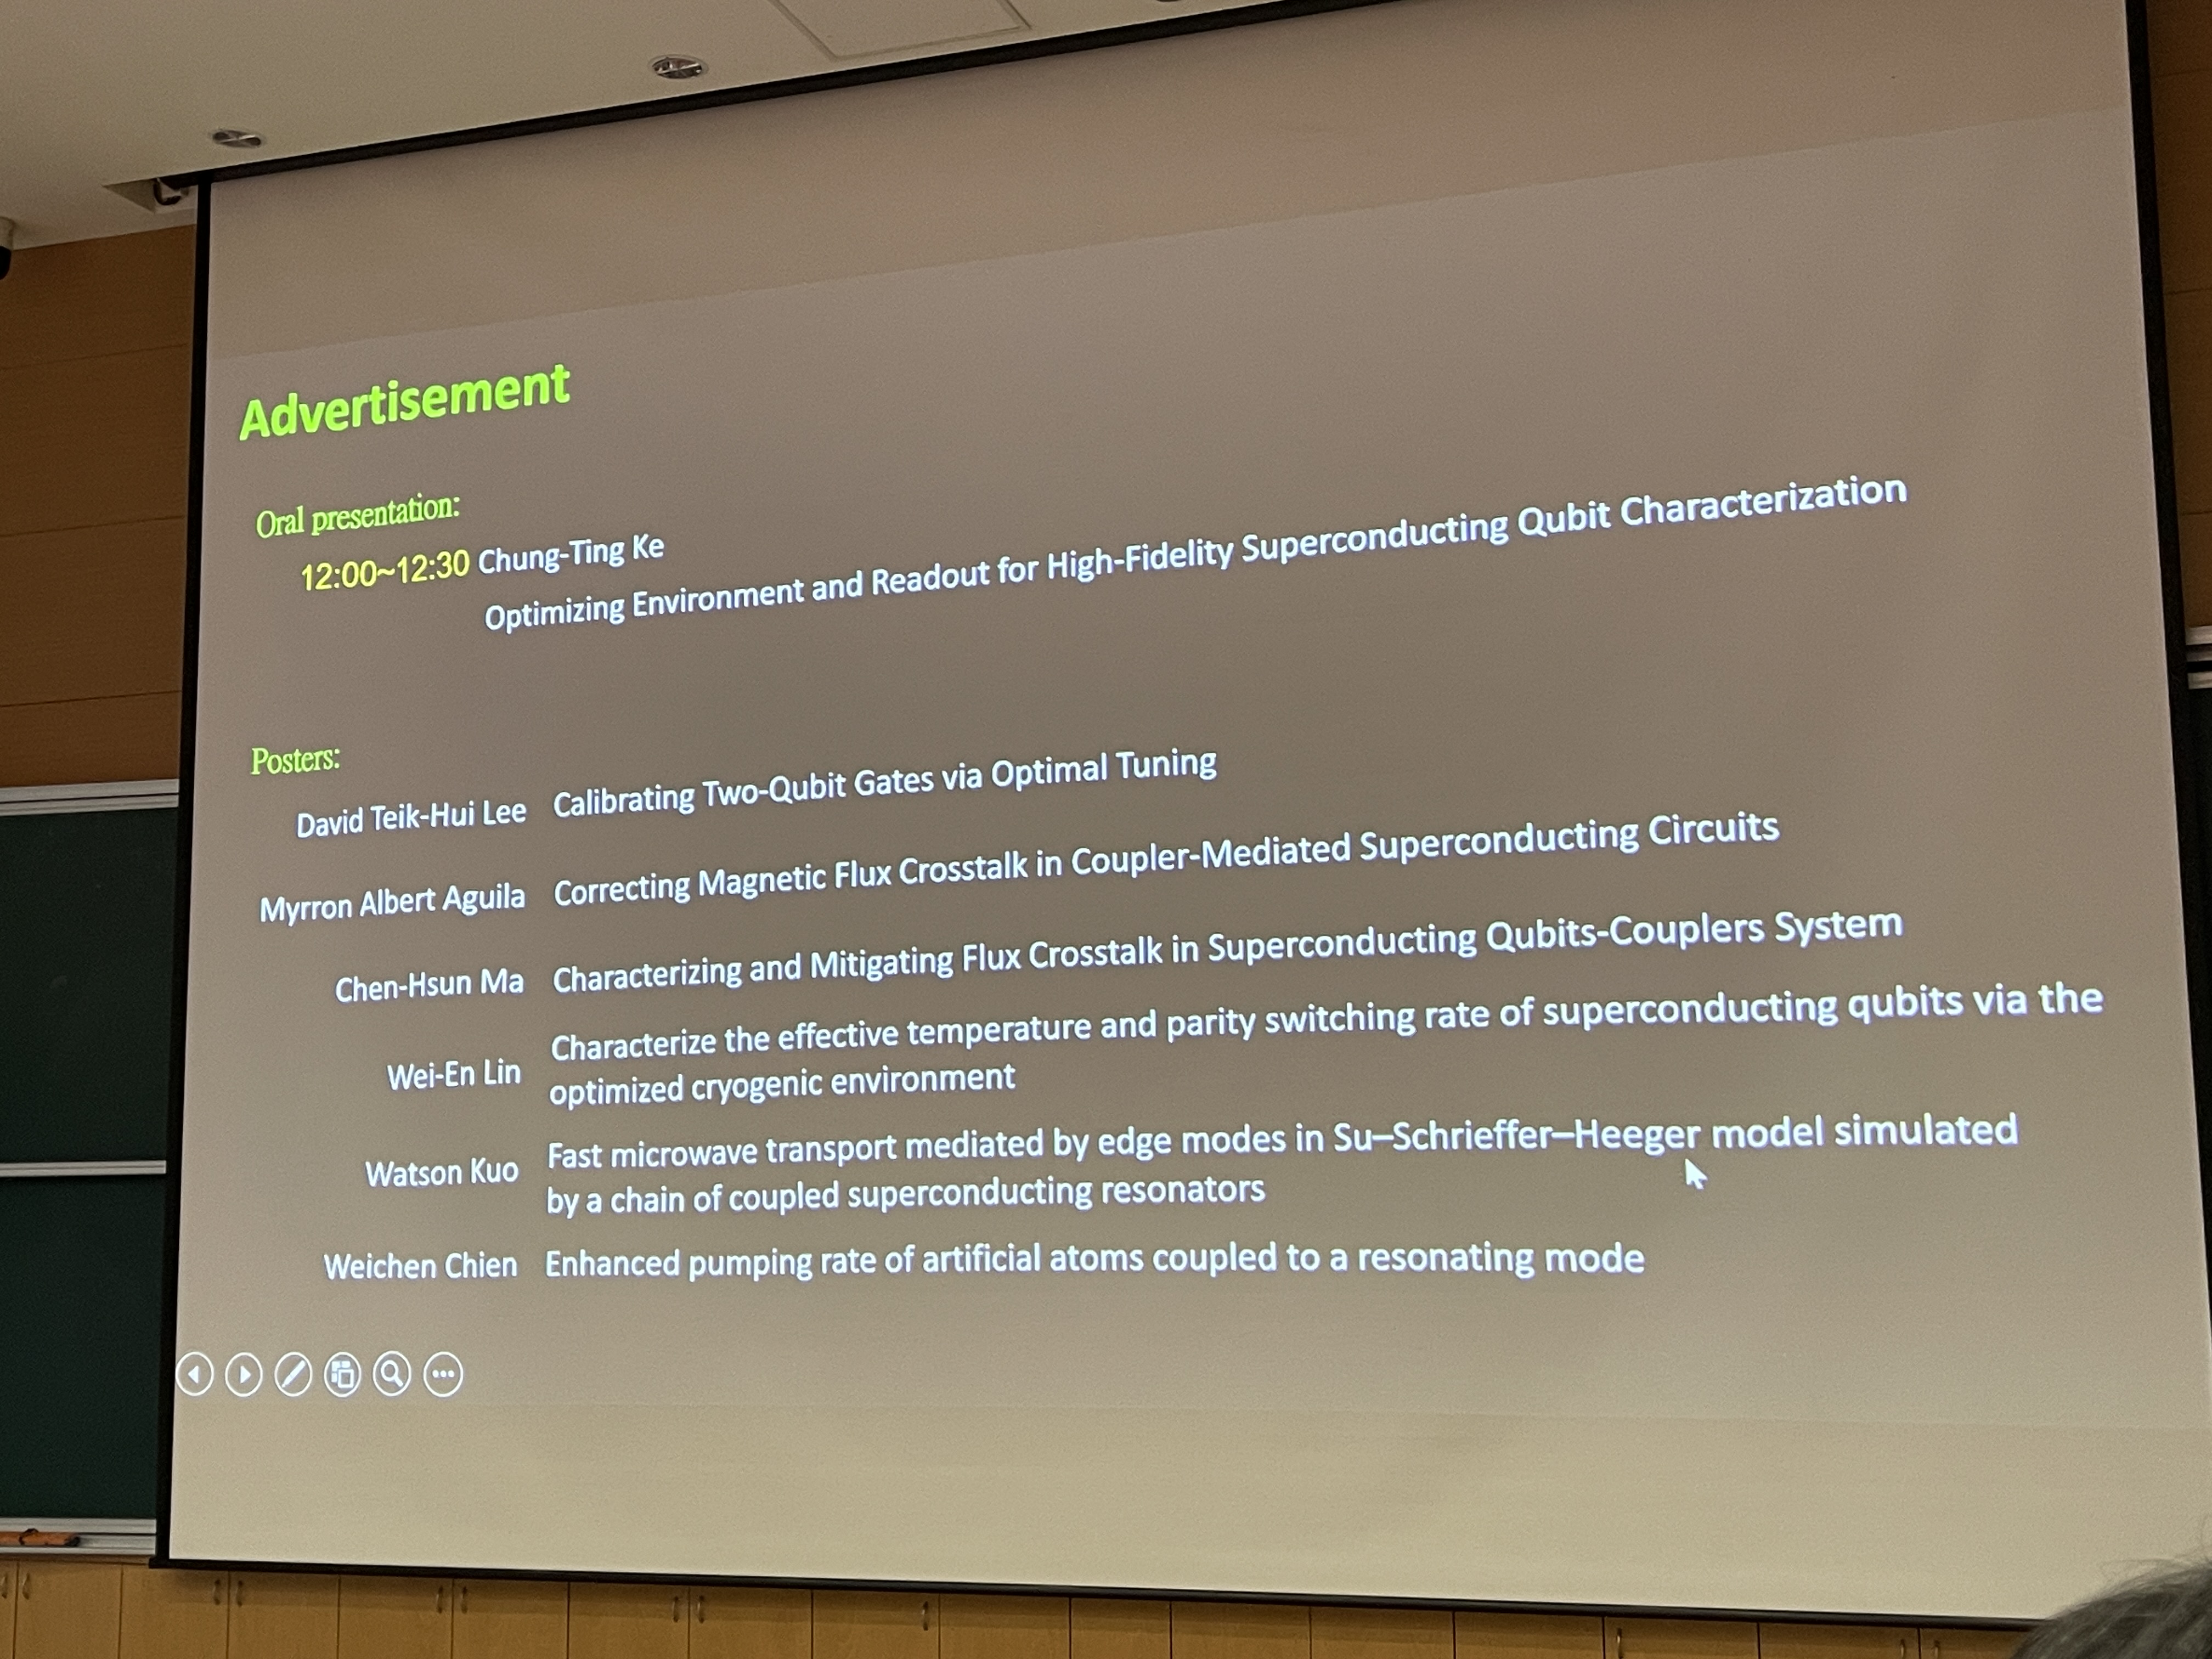 Advertisement
Oral presentation:
12:00~12:30 Chung-Ting Ke
Optimizing Environment and Readout for High-Fidelity Superconducting Qubit Characterization
Posters:
David Teik-Hui Lee Calibrating Two-Qubit Gates via Optimal Tuning
Myrron Albert Aguila Correcting Magnetic Flux Crosstalk in Coupler-Mediated Superconducting Circuits
Chen-Hsun Ma Characterizing and Mitigating Flux Crosstalk in Superconducting Qubits-Couplers System
Wei-En Lin Characterize the effective temperature and parity switching rate of superconducting qubits via the
optimized cryogenic environment
Watson Kuo Fast microwave transport mediated by edge modes in Su–Schrieffer–Heeger model simulated
by a chain of coupled superconducting resonators
Weichen Chien Enhanced pumping rate of artificial atoms coupled to a resonating mode